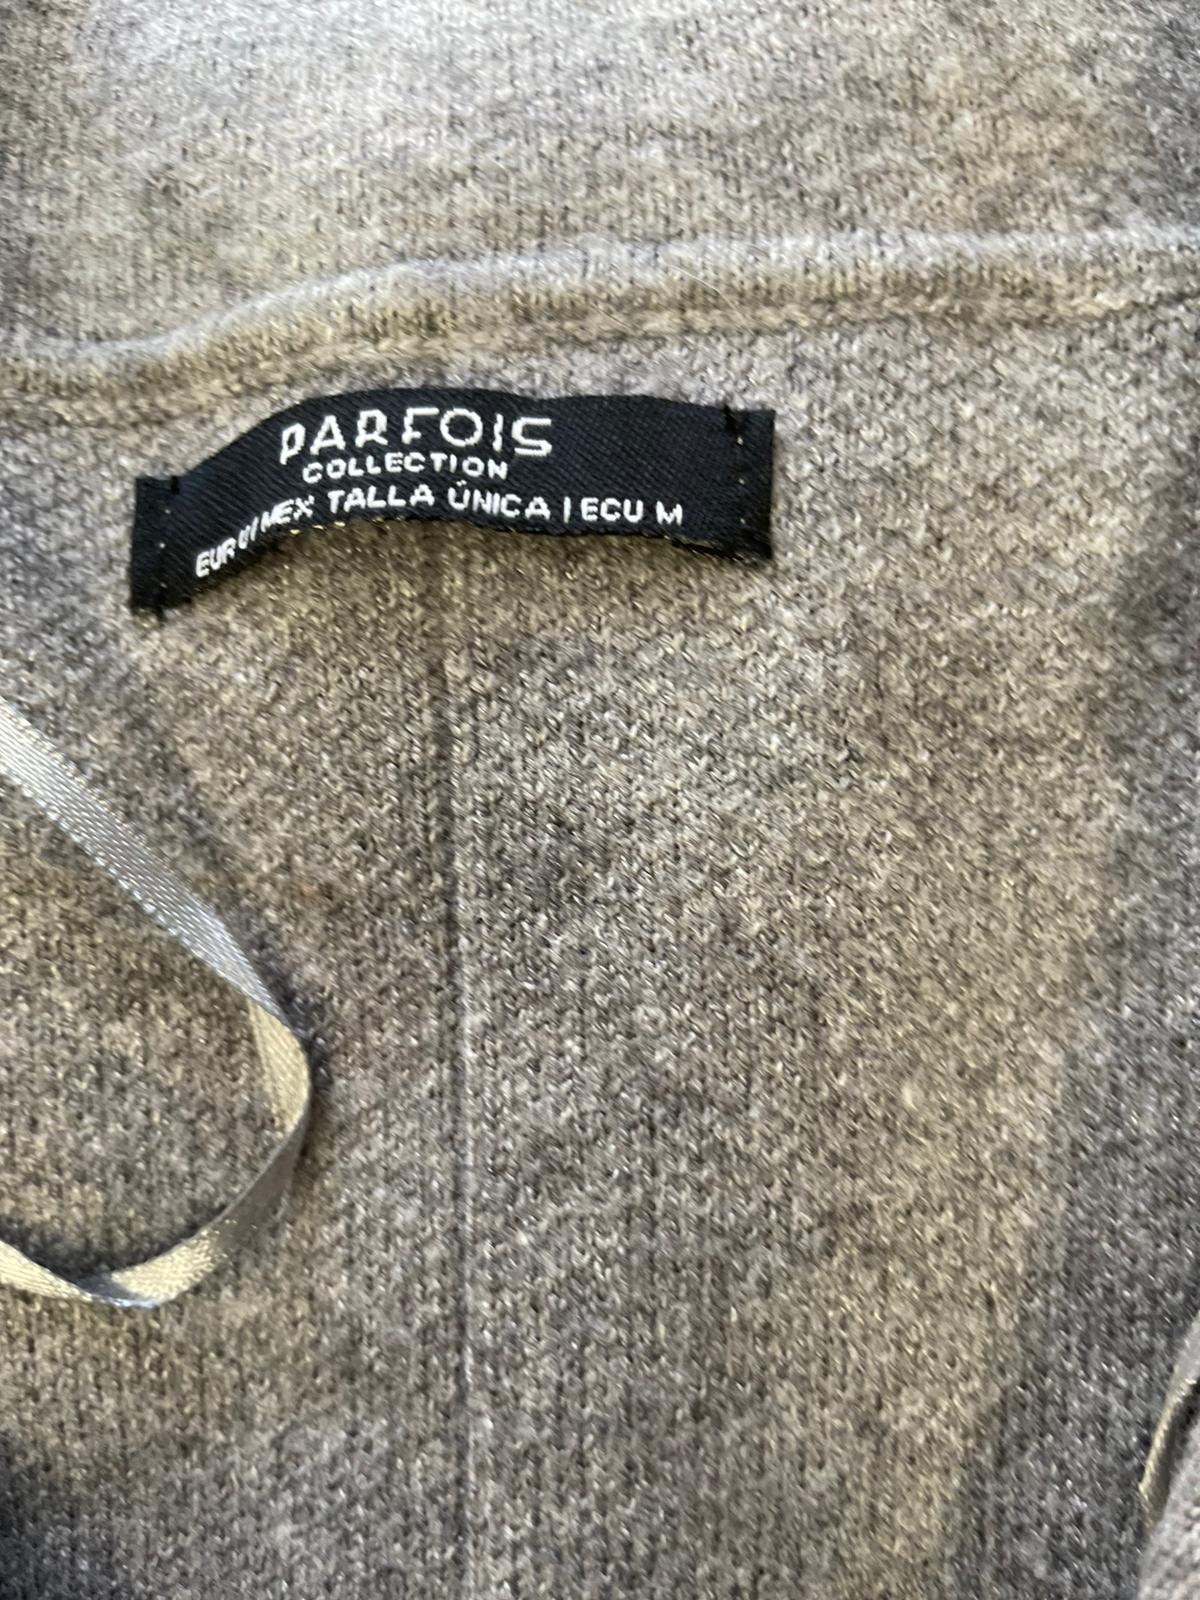 PARFOIS
COLLECTION
EUR U/MEX TALLA ÚNICA | ECU M